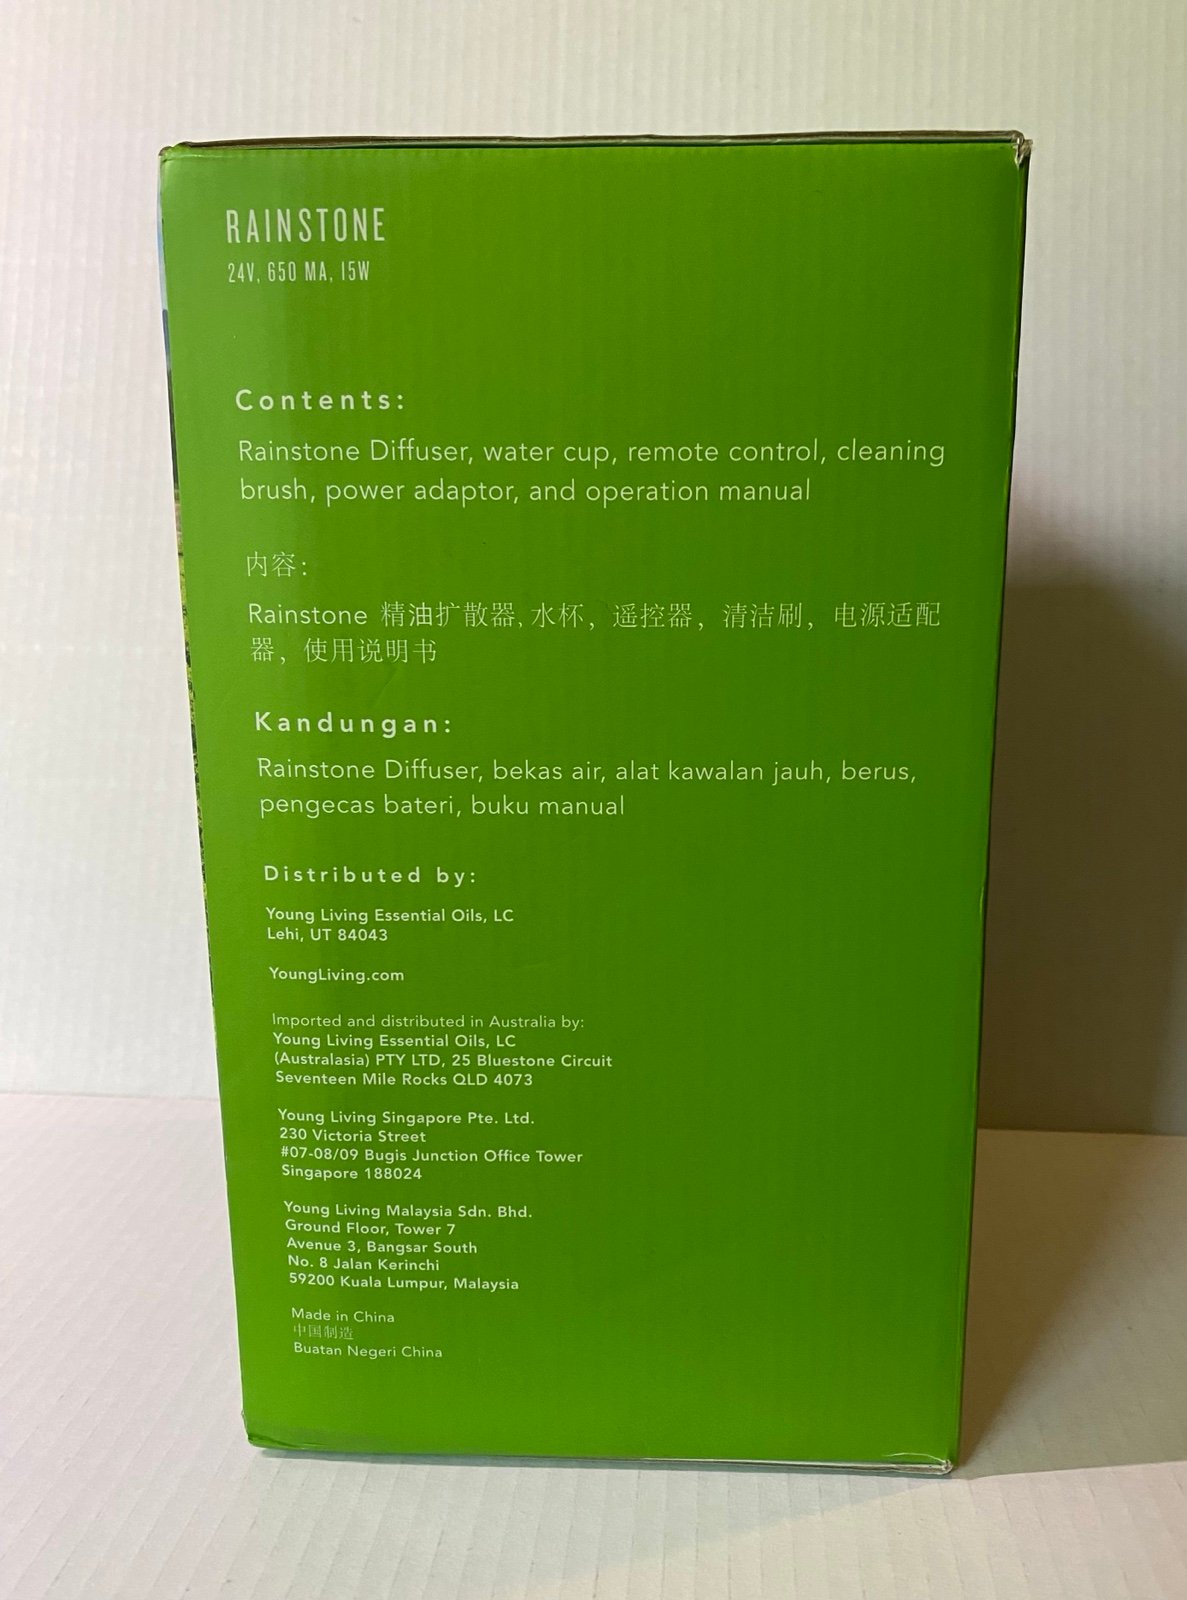 RAINSTONE
24V, 650 MA, 15W
Contents:
Rainstone Diffuser, water cup, remote control, cleaning
brush, power adaptor, and operation manual
内容：
Rainstone 精油扩散器, 水杯，遥控器，清洁刷，电源适配
器，使用说明书
Kandungan:
Rainstone Diffuser, bekas air, alat kawalan jauh, berus,
pengecas bateri, buku manual
Distributed by:
Young Living Essential Oils, LC
Lehi, UT 84043
YoungLiving.com
Imported and distributed in Australia by:
Young Living Essential Oils, LC
(Australasia) PTY LTD, 25 Bluestone Circuit
Seventeen Mile Rocks QLD 4073
Young Living Singapore Pte. Ltd.
230 Victoria Street
#07-08/09 Bugis Junction Office Tower
Singapore 188024
Young Living Malaysia Sdn. Bhd.
Ground Floor, Tower 7
Avenue 3, Bangsar South
No. 8 Jalan Kerinchi
59200 Kuala Lumpur, Malaysia
Made in China
中国制造
Buatan Negeri China